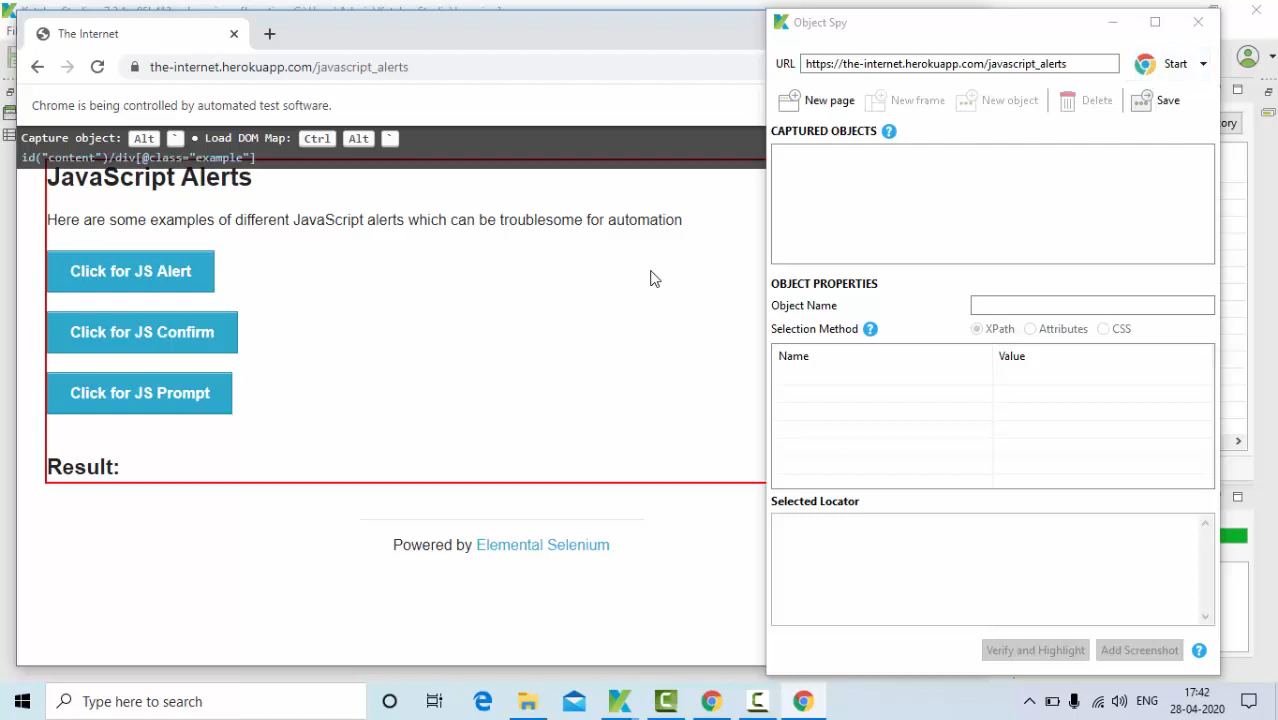 The Internet
the-internet.herokuapp.com/javascript_alerts
Chrome is being controlled by automated test software.
Capture object: Alt ` • Load DOM Map: Ctrl Alt `
id("content")/div[@class="example"]
JavaScript Alerts
Here are some examples of different JavaScript alerts which can be troublesome for automation
Click for JS Alert
Click for JS Confirm
Click for JS Prompt
Result:
Powered by Elemental Selenium
Object Spy
URL https://the-internet.herokuapp.com/javascript_alerts Start
New page New frame New object Delete Save
CAPTURED OBJECTS ?
OBJECT PROPERTIES
Object Name
Selection Method ? XPath Attributes CSS
Name Value
Selected Locator
Verify and Highlight Add Screenshot ?
ory
Type here to search
ENG
17:42
28-04-2020